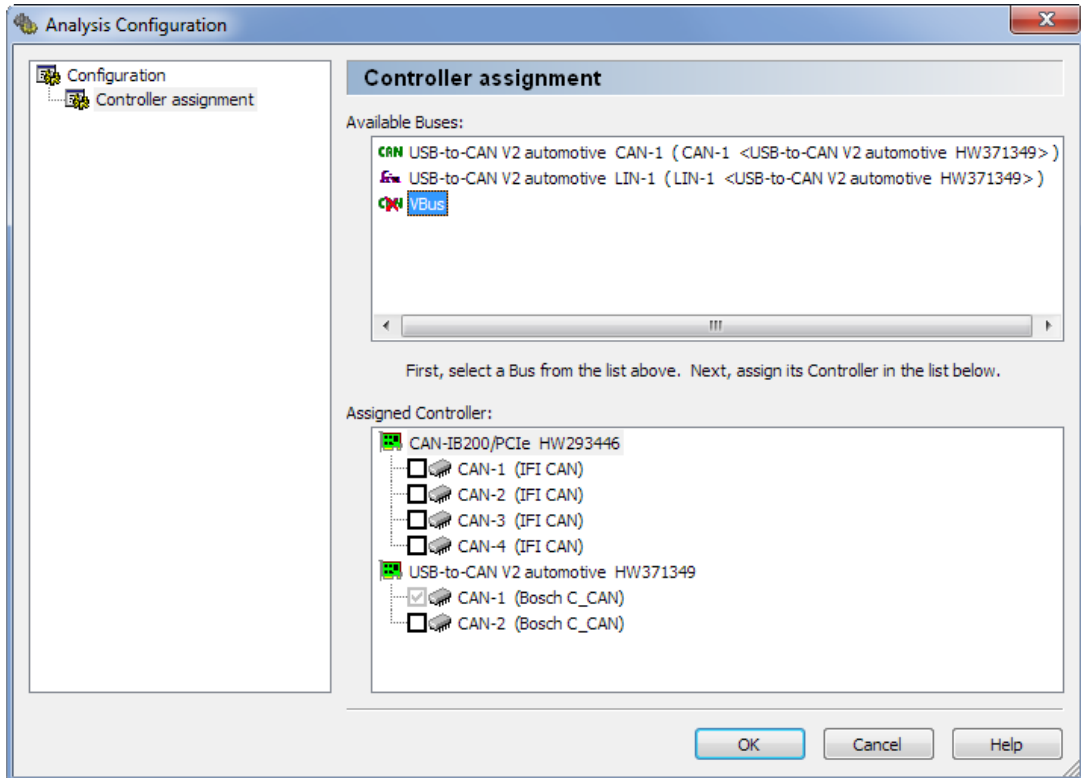 Analysis Configuration
Configuration
Controller assignment
Controller assignment
Available Buses:
CAN USB-to-CAN V2 automotive CAN-1 ( CAN-1 <USB-to-CAN V2 automotive HW371349> )
USB-to-CAN V2 automotive LIN-1 ( LIN-1 <USB-to-CAN V2 automotive HW371349> )
VBus
First, select a Bus from the list above. Next, assign its Controller in the list below.
Assigned Controller:
CAN-IB200/PCIe HW293446
CAN-1 (IFI CAN)
CAN-2 (IFI CAN)
CAN-3 (IFI CAN)
CAN-4 (IFI CAN)
USB-to-CAN V2 automotive HW371349
CAN-1 (Bosch C_CAN)
CAN-2 (Bosch C_CAN)
OK Cancel Help